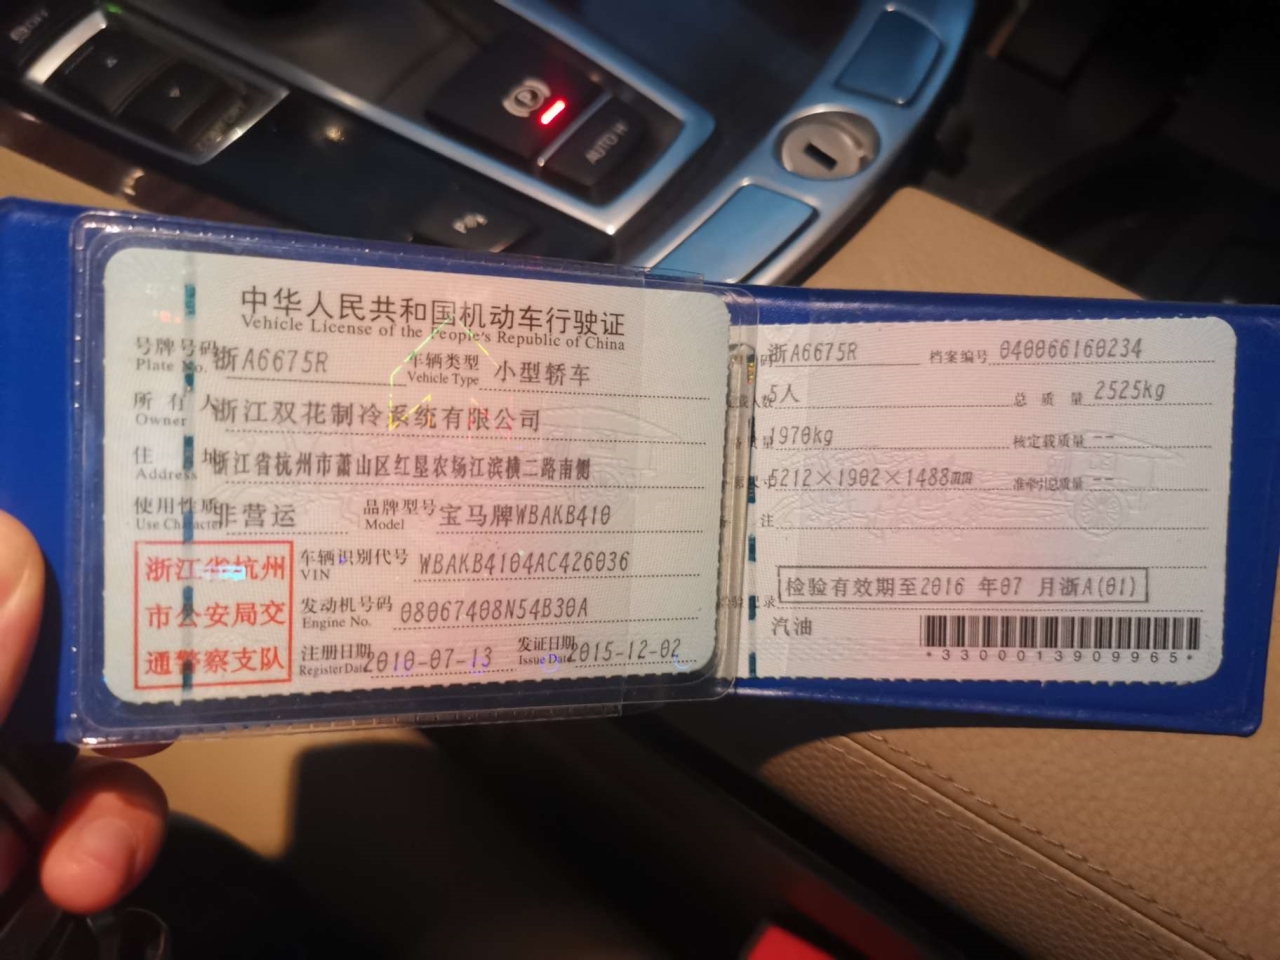 AUTO H
中华人民共和国机动车行驶证
Vehicle License of the People's Republic of China
号牌号码 浙A6675R 车辆类型 小型轿车
Plate No. Vehicle Type
所有人 浙江双花制冷系统有限公司
Owner
住址 浙江省杭州市萧山区红垦农场江滨横二路南侧
Address
使用性质 非营运 品牌型号 宝马牌WBAKB410
Use Character Model
浙江省杭州
市公安局交
通警察支队
车辆识别代号 WBAKB4104AC426036
VIN
发动机号码 08067408N54B30A
Engine No.
注册日期 2010-07-13 发证日期 2015-12-02
Register Dat Issue Dat
码 浙A6675R 档案编号 040066160234
人数 5人 总质量 2525kg
质量 1970kg 核定载质量 --
5212×1902×1488mm 准牵引总质量 --
注
检验有效期至2016 年07 月浙A(01)
记录
汽油
*3300013909965*